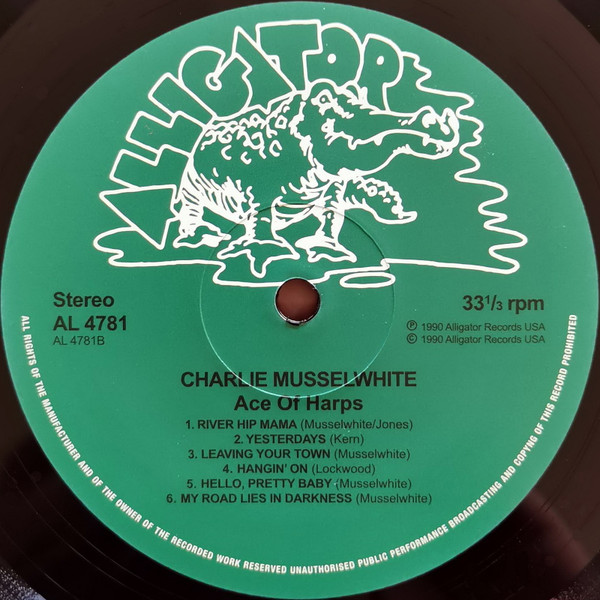 ALLIGATOR
Stereo
AL 4781
AL 4781B
33 1/3 rpm
Ⓟ 1990 Alligator Records USA
© 1990 Alligator Records USA
CHARLIE MUSSELWHITE
Ace Of Harps
1. RIVER HIP MAMA (Musselwhite/Jones)
2. YESTERDAYS (Kern)
3. LEAVING YOUR TOWN (Musselwhite)
4. HANGIN' ON (Lockwood)
5. HELLO, PRETTY BABY (Musselwhite)
6. MY ROAD LIES IN DARKNESS (Musselwhite)
ALL RIGHTS OF THE MANUFACTURER AND OF THE OWNER OF THE RECORDED WORK RESERVED UNAUTHORISED PUBLIC PERFORMANCE BROADCASTING AND COPYNG OF THIS RECORD PROHIBITED